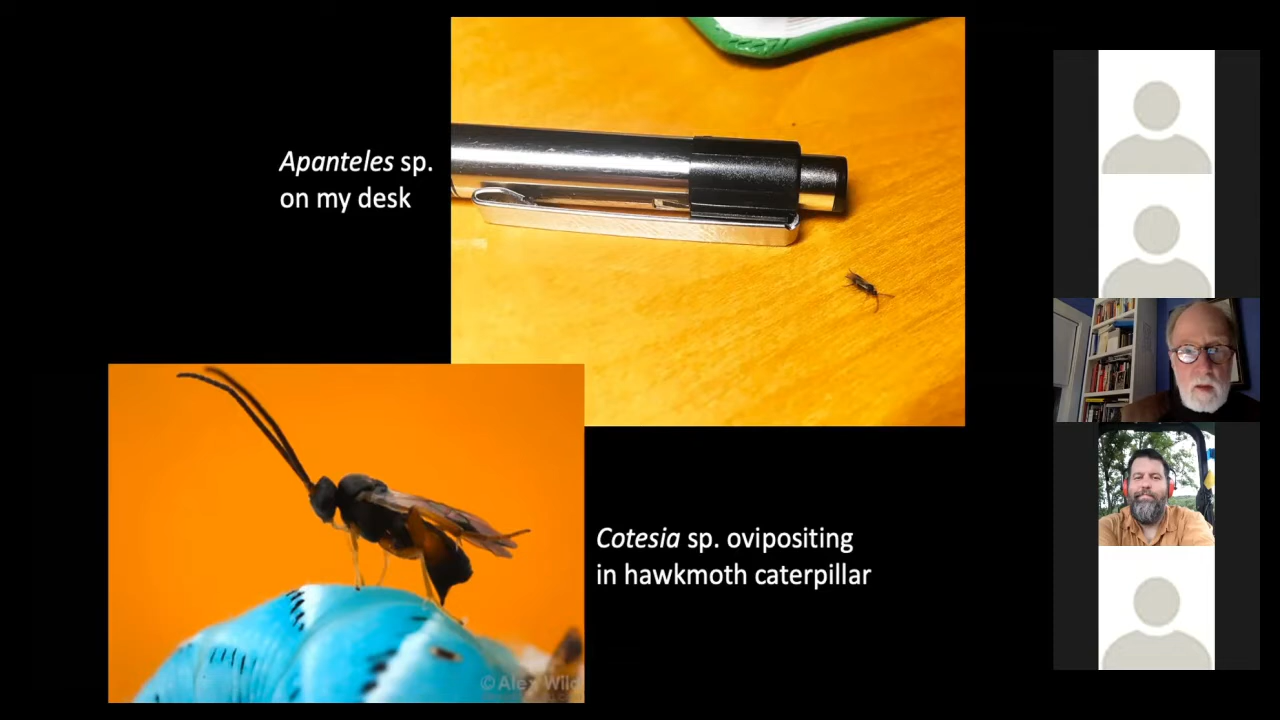 Apanteles sp.
on my desk
Cotesia sp. ovipositing
in hawkmoth caterpillar
© Alex Wild